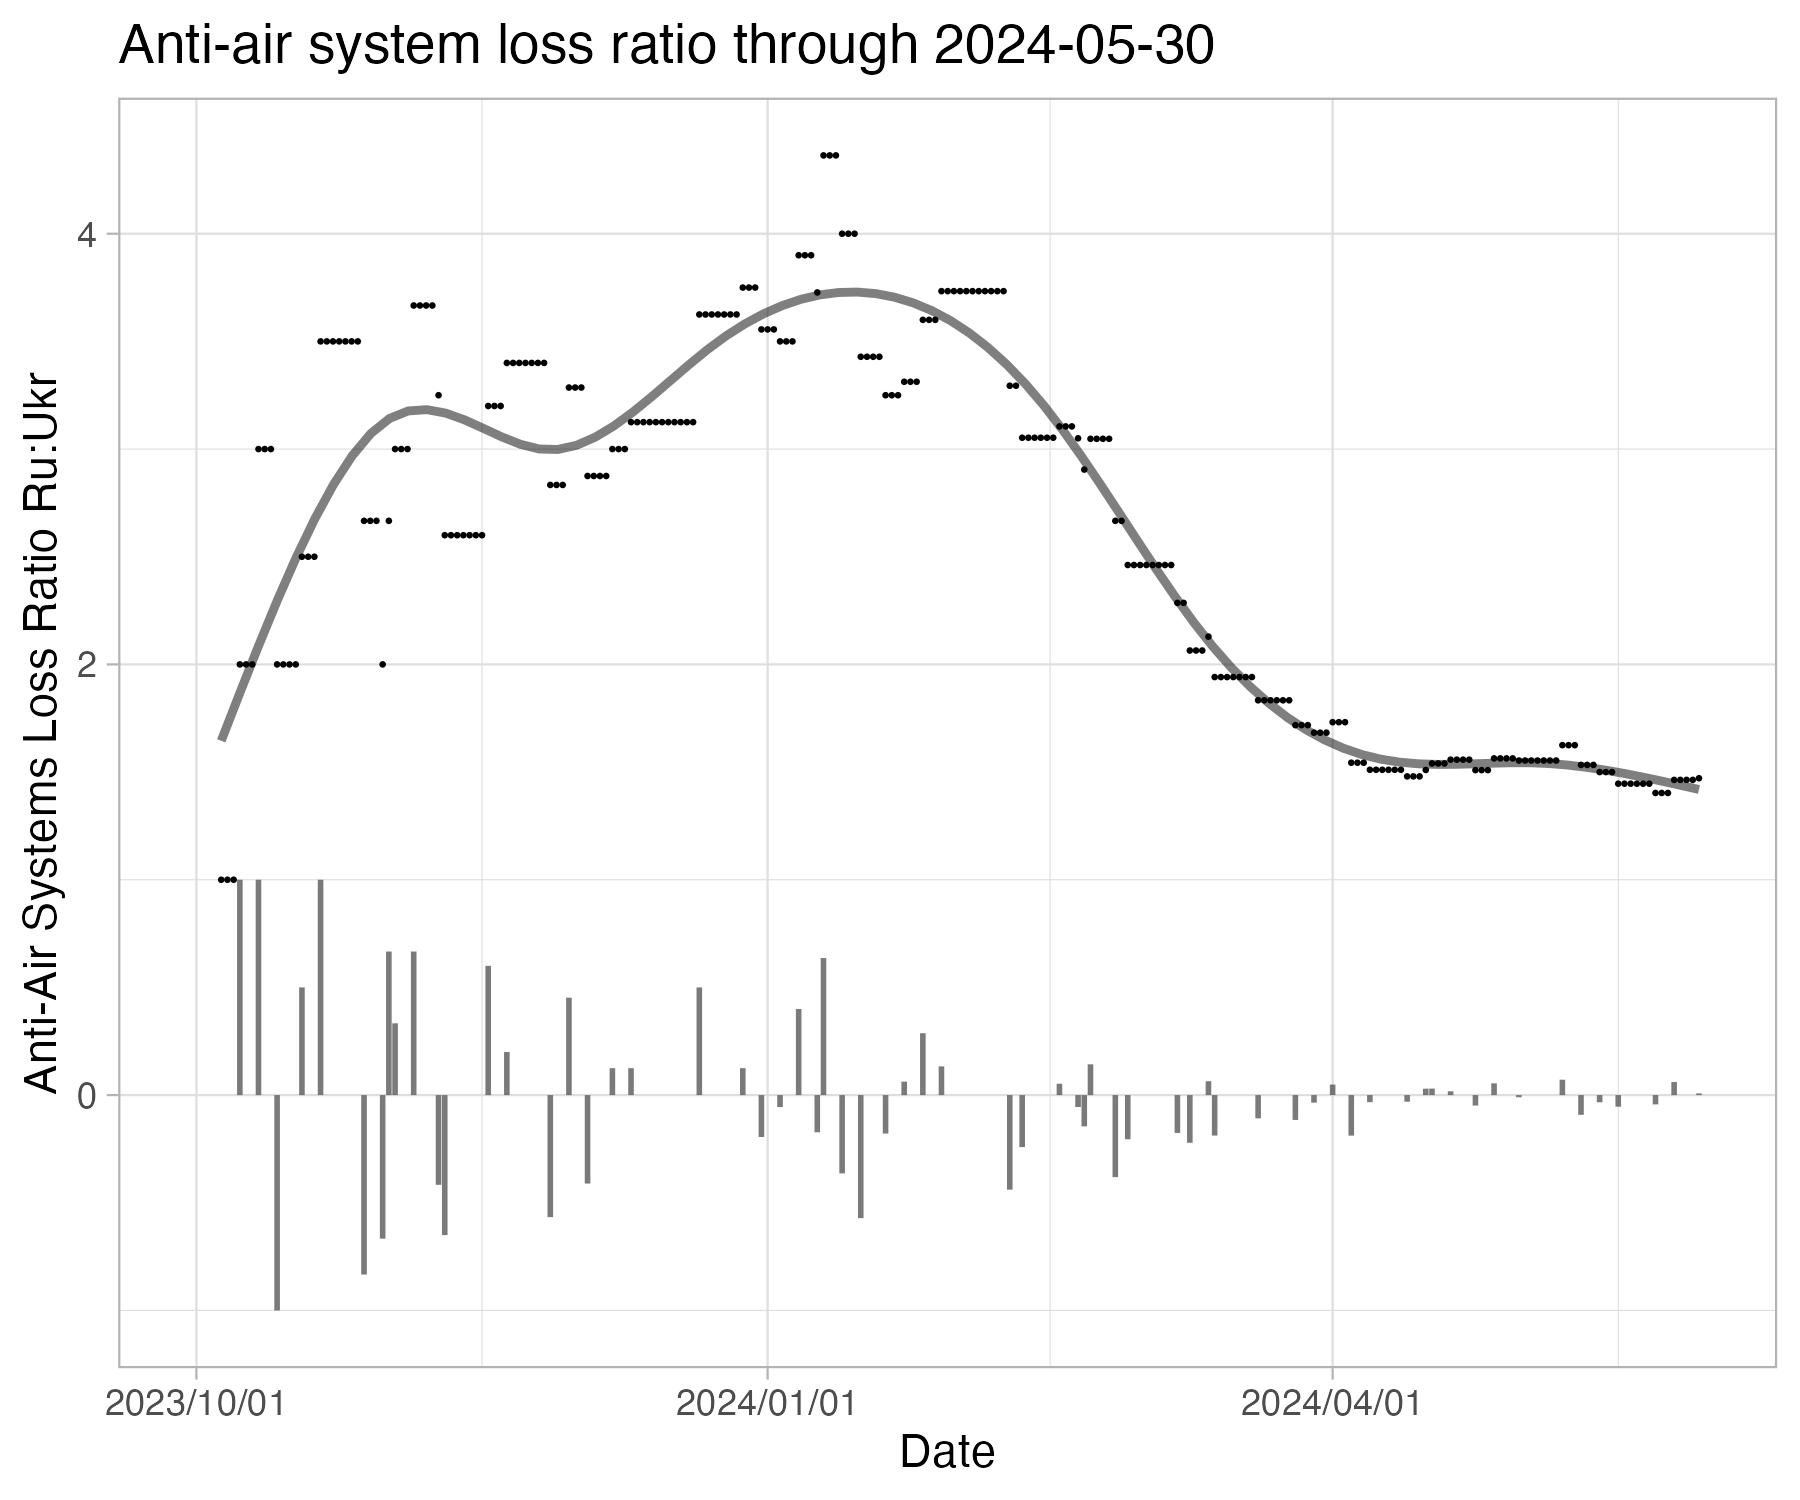 Anti-air system loss ratio through 2024-05-30
Anti-Air Systems Loss Ratio Ru:Ukr
4
2
0
2023/10/01
2024/01/01
2024/04/01
Date